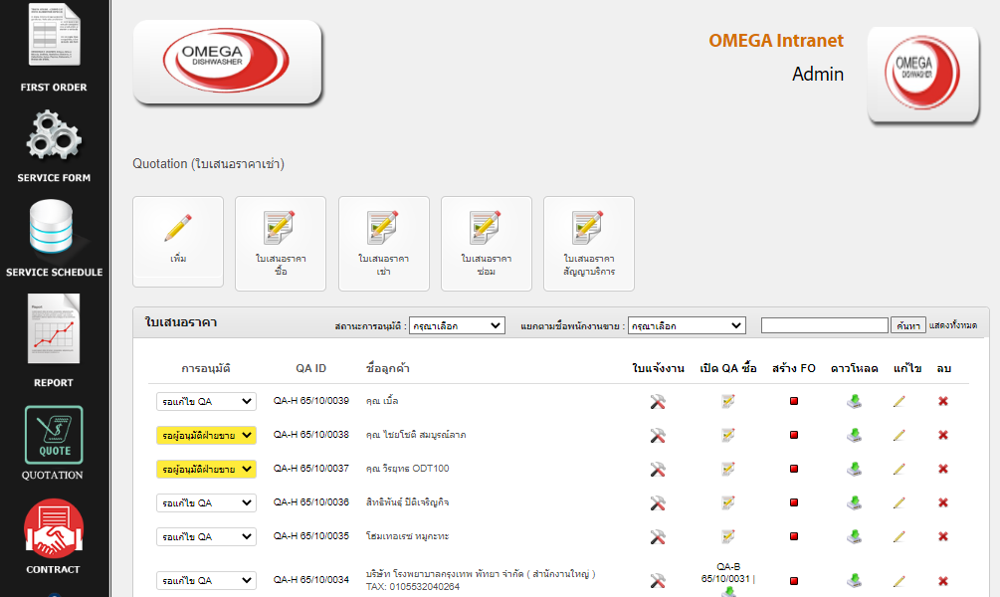 FIRST ORDER
SERVICE FORM
SERVICE SCHEDULE
REPORT
QUOTE
QUOTATION
CONTRACT
OMEGA
DISHWASHER
OMEGA Intranet
Admin
OMEGA
DISHWASHER
Quotation (ใบเสนอราคาเช่า)
เพิ่ม
ใบเสนอราคา
ซื้อ
ใบเสนอราคา
เช่า
ใบเสนอราคา
ซ่อม
ใบเสนอราคา
สัญญาบริการ
ใบเสนอราคา สถานะการอนุมัติ : กรุณาเลือก แยกตามชื่อพนักงานขาย : กรุณาเลือก ค้นหา แสดงทั้งหมด
การอนุมัติ QA ID ชื่อลูกค้า ใบแจ้งงาน เปิด QA ซื้อ สร้าง FO ดาวโหลด แก้ไข ลบ
รอแก้ไข QA QA-H 65/10/0039 คุณ เบิ้ล
รอผู้อนุมัติฝ่ายขาย QA-H 65/10/0038 คุณ ไชยโชติ สมบูรณ์ลาภ
รอผู้อนุมัติฝ่ายขาย QA-H 65/10/0037 คุณ วิรยุทธ ODT100
รอแก้ไข QA QA-H 65/10/0036 สิทธิพันธุ์ ปิติเจริญกิจ
รอแก้ไข QA QA-H 65/10/0035 โฮมเทอเรซ หมูกะทะ
รอแก้ไข QA QA-H 65/10/0034 บริษัท โรงพยาบาลกรุงเทพ พัทยา จำกัด ( สำนักงานใหญ่ )
TAX: 0105532040264
QA-B
65/10/0031 |